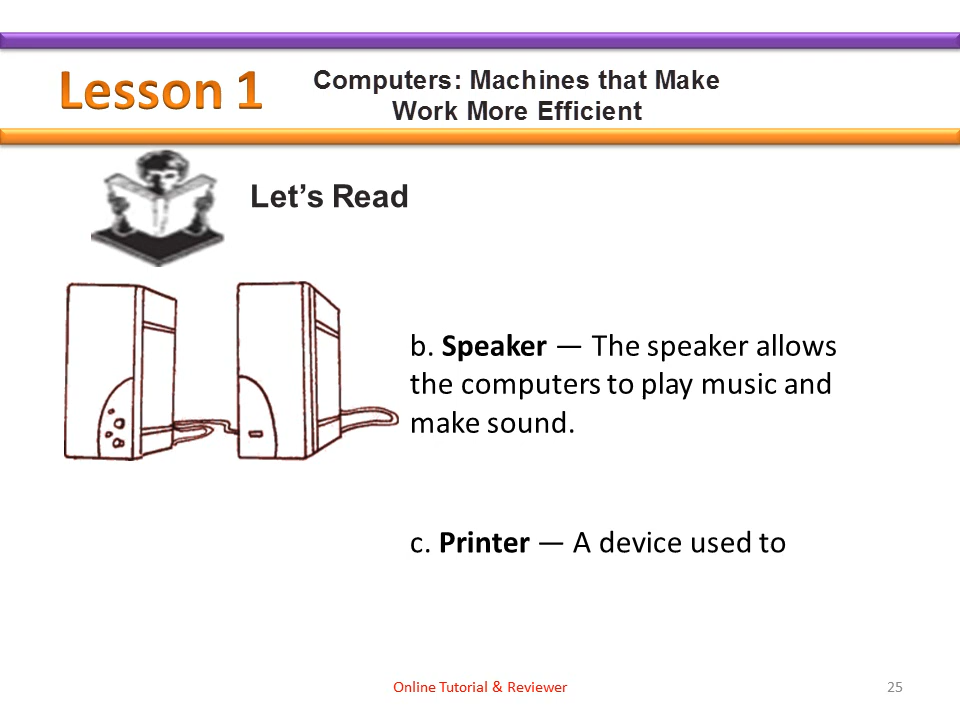 Lesson 1
Computers: Machines that Make
Work More Efficient
Let’s Read
b. Speaker — The speaker allows
the computers to play music and
make sound.
c. Printer — A device used to
Online Tutorial & Reviewer
25